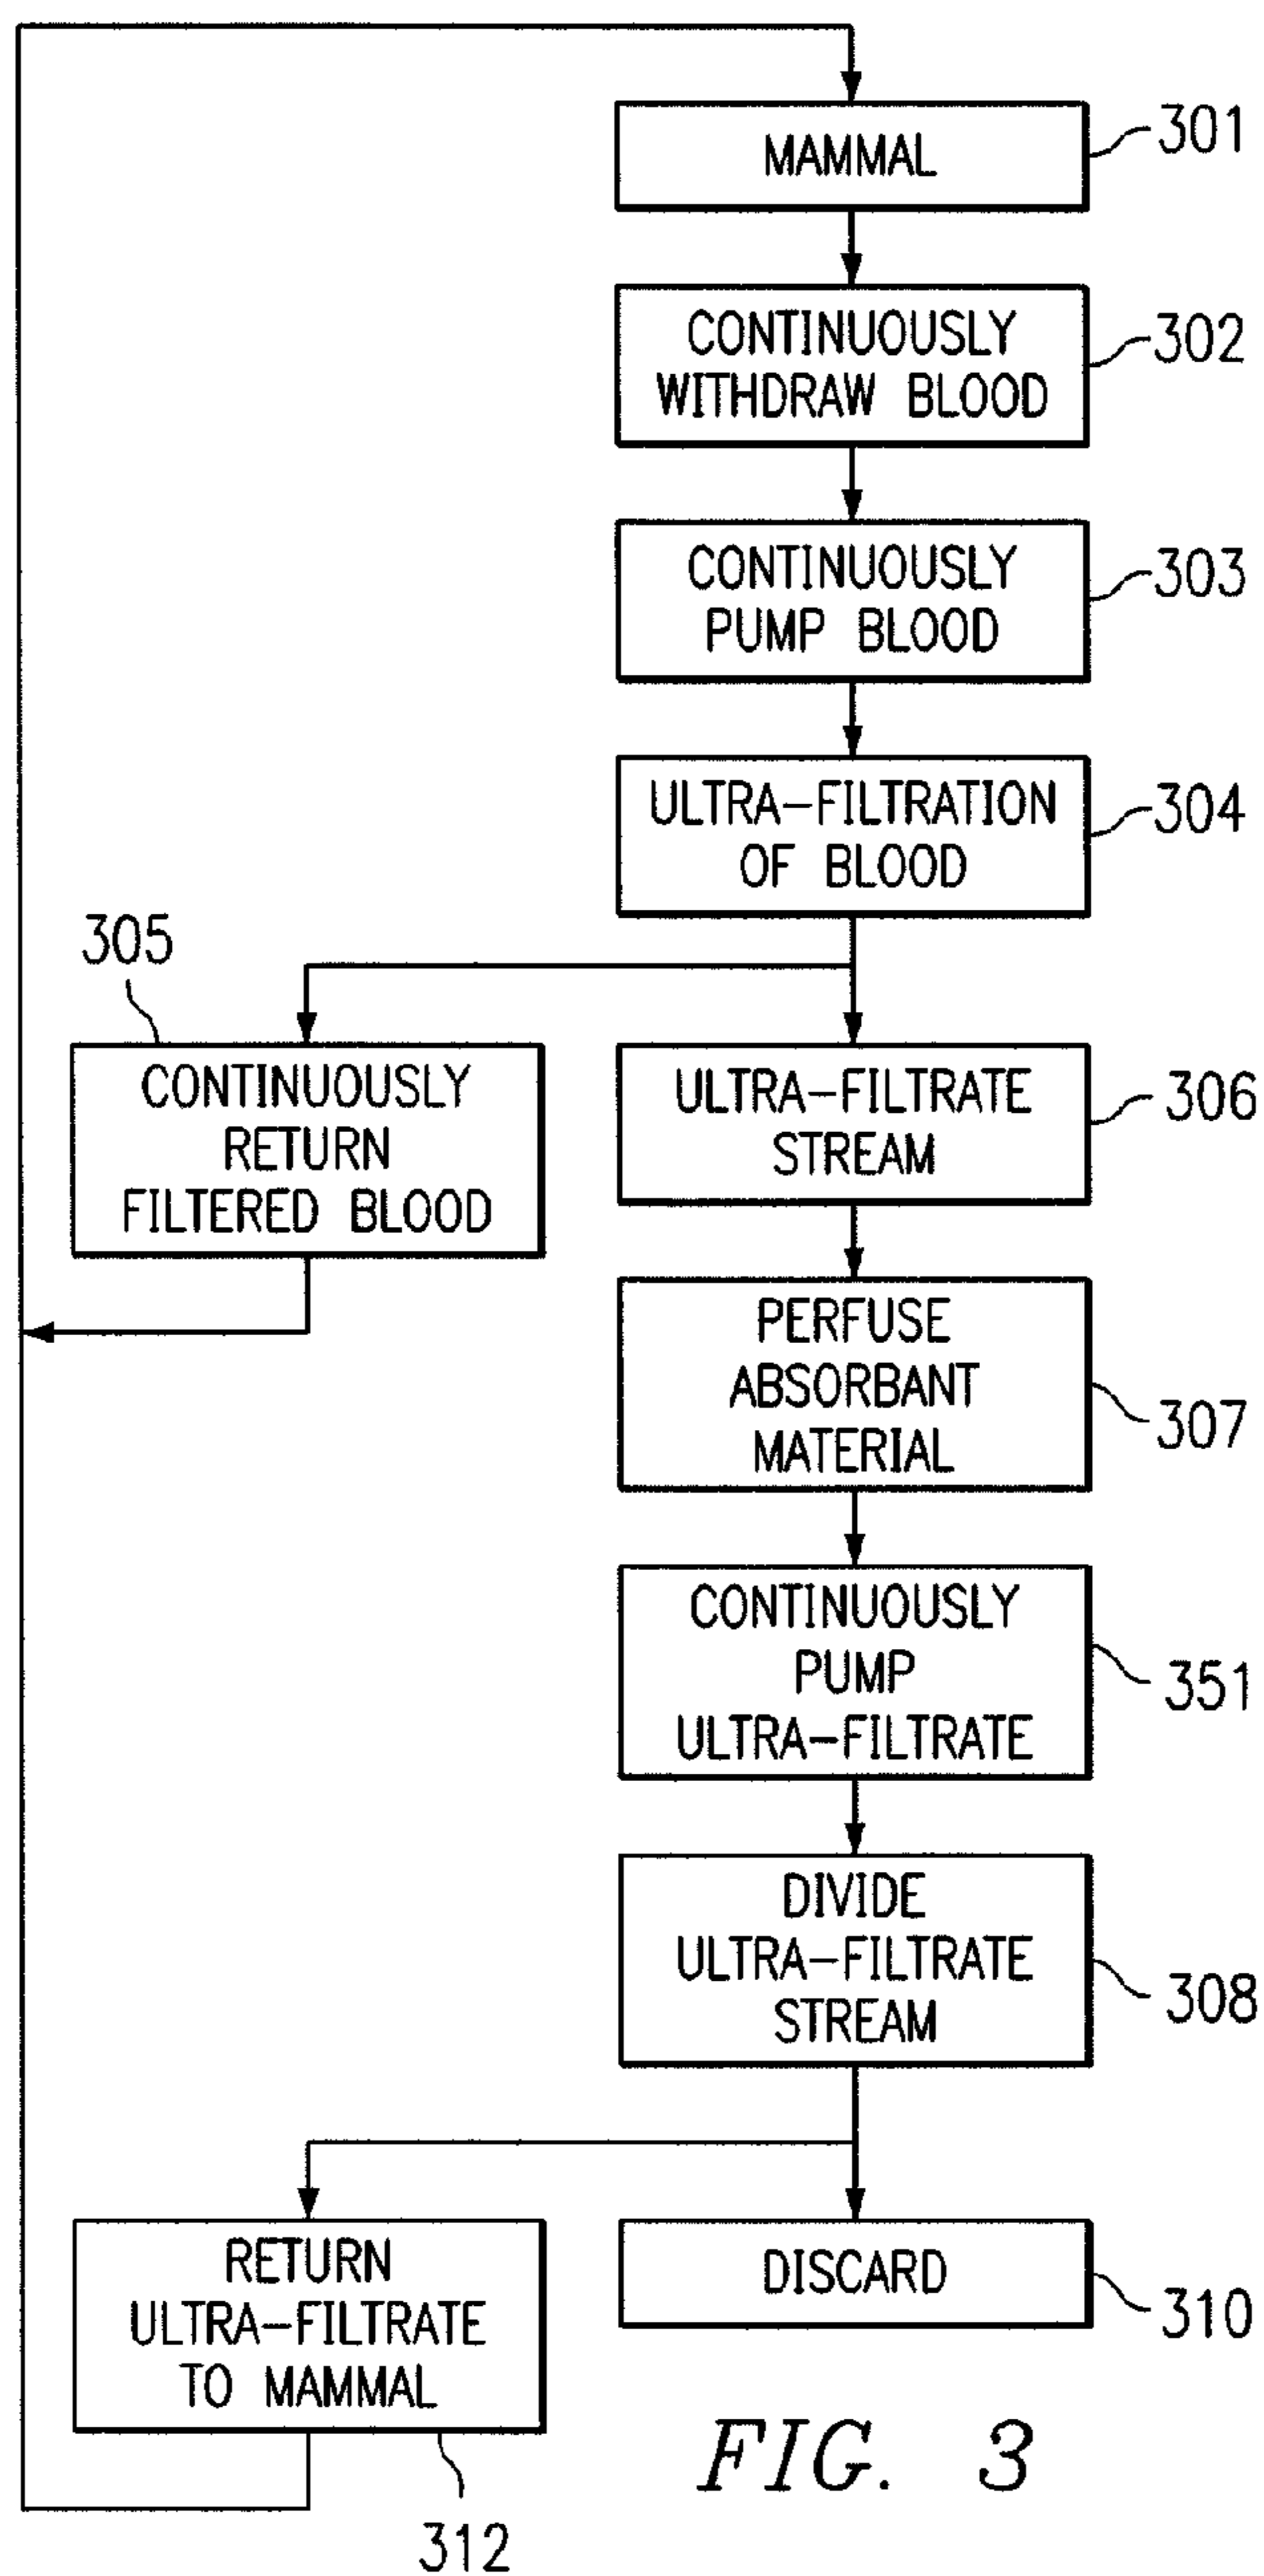 MAMMAL
301
CONTINUOUSLY
WITHDRAW BLOOD
302
CONTINUOUSLY
PUMP BLOOD
303
ULTRA-FILTRATION
OF BLOOD
304
305
CONTINUOUSLY
RETURN
FILTERED BLOOD
ULTRA-FILTRATE
STREAM
306
PERFUSE
ABSORBANT
MATERIAL
307
CONTINUOUSLY
PUMP
ULTRA-FILTRATE
351
DIVIDE
ULTRA-FILTRATE
STREAM
308
RETURN
ULTRA-FILTRATE
TO MAMMAL
312
DISCARD
310
FIG. 3